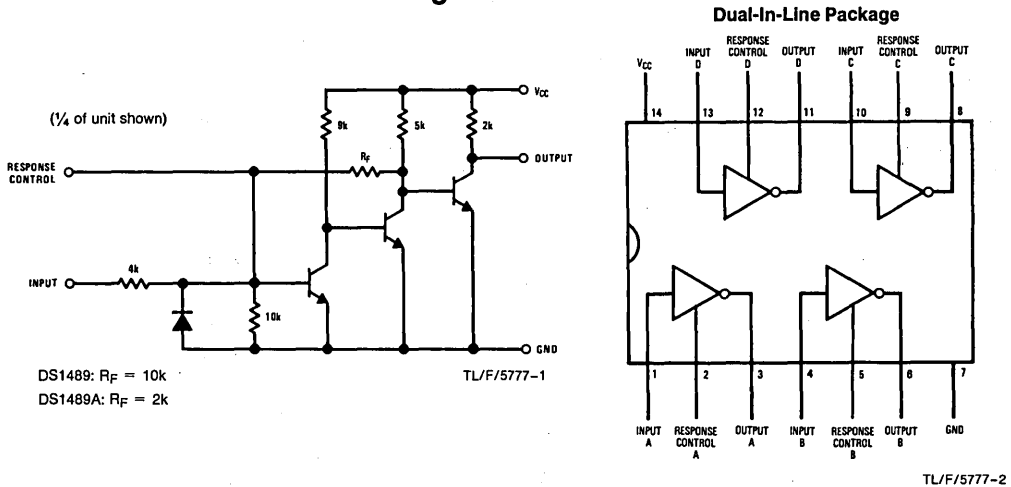 Dual-In-Line Package
(¼ of unit shown)
VCC
9k
5k
2k
RF
OUTPUT
RESPONSE
CONTROL
INPUT
4k
10k
GND
DS1489: RF = 10k
DS1489A: RF = 2k
TL/F/5777–1
VCC
INPUT
D
RESPONSE
CONTROL
D
OUTPUT
D
INPUT
C
RESPONSE
CONTROL
C
OUTPUT
C
14
13
12
11
10
9
8
1
2
3
4
5
6
7
INPUT
A
RESPONSE
CONTROL
A
OUTPUT
A
INPUT
B
RESPONSE
CONTROL
B
OUTPUT
B
GND
TL/F/5777–2